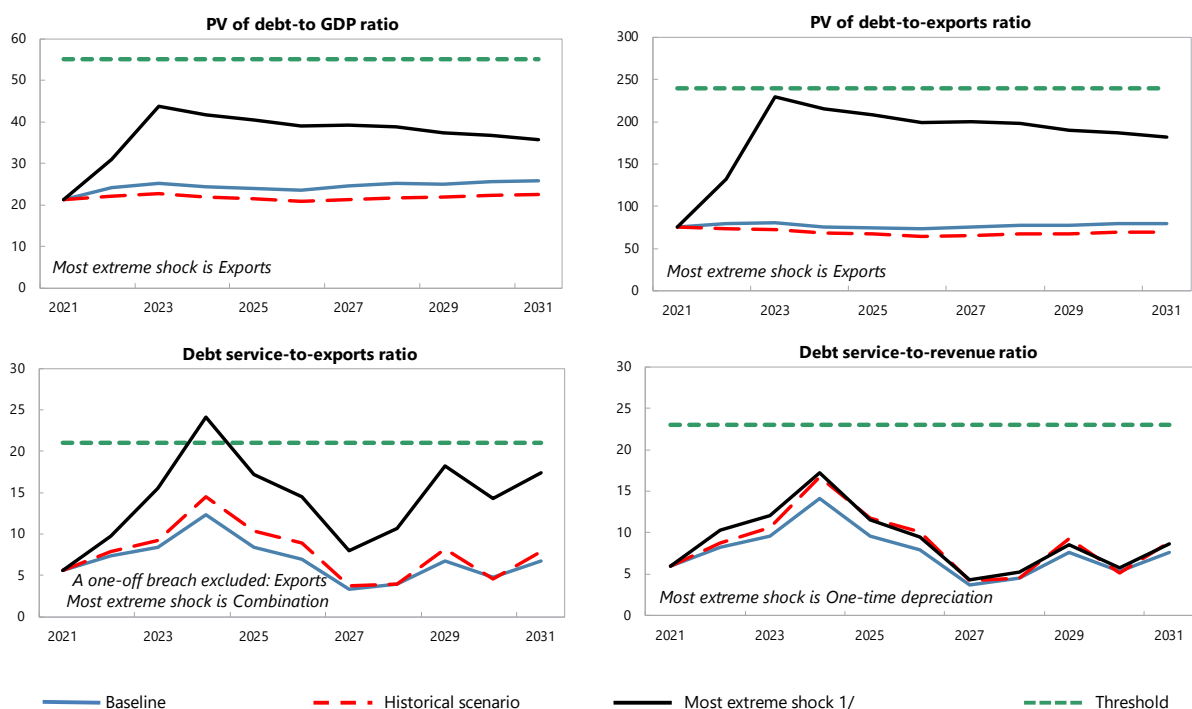 PV of debt-to GDP ratio
60
50
40
30
20
10
0
Most extreme shock is Exports
2021 2023 2025 2027 2029 2031
PV of debt-to-exports ratio
300
250
200
150
100
50
0
Most extreme shock is Exports
2021 2023 2025 2027 2029 2031
Debt service-to-exports ratio
30
25
20
15
10
5
0
A one-off breach excluded: Exports
Most extreme shock is Combination
2021 2023 2025 2027 2029 2031
Debt service-to-revenue ratio
30
25
20
15
10
5
0
Most extreme shock is One-time depreciation
2021 2023 2025 2027 2029 2031
Baseline Historical scenario Most extreme shock 1/ Threshold